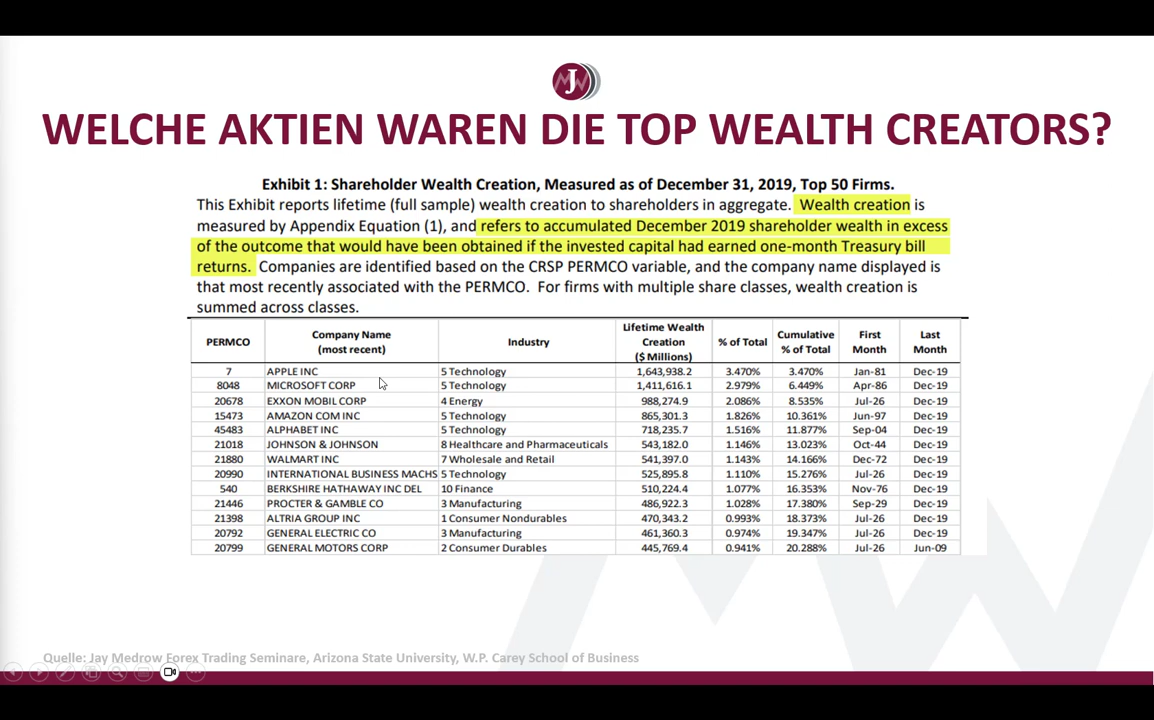 WELCHE AKTIEN WAREN DIE TOP WEALTH CREATORS?
Exhibit 1: Shareholder Wealth Creation, Measured as of December 31, 2019, Top 50 Firms.
This Exhibit reports lifetime (full sample) wealth creation to shareholders in aggregate. Wealth creation is
measured by Appendix Equation (1), and refers to accumulated December 2019 shareholder wealth in excess
of the outcome that would have been obtained if the invested capital had earned one-month Treasury bill
returns. Companies are identified based on the CRSP PERMCO variable, and the company name displayed is
that most recently associated with the PERMCO. For firms with multiple share classes, wealth creation is
summed across classes.
PERMCO Company Name (most recent) Industry Lifetime Wealth Creation ($ Millions) % of Total Cumulative % of Total First Month Last Month
7 APPLE INC 5 Technology 1,643,938.2 3.470% 3.470% Jan-81 Dec-19
8048 MICROSOFT CORP 5 Technology 1,411,616.1 2.979% 6.449% Apr-86 Dec-19
20678 EXXON MOBIL CORP 4 Energy 988,274.9 2.086% 8.535% Jul-26 Dec-19
15473 AMAZON COM INC 5 Technology 865,301.3 1.826% 10.361% Jun-97 Dec-19
45483 ALPHABET INC 5 Technology 718,235.7 1.516% 11.877% Sep-04 Dec-19
21018 JOHNSON & JOHNSON 8 Healthcare and Pharmaceuticals 543,182.0 1.146% 13.023% Oct-44 Dec-19
21880 WALMART INC 7 Wholesale and Retail 541,397.0 1.143% 14.166% Dec-72 Dec-19
20990 INTERNATIONAL BUSINESS MACHS 5 Technology 525,895.8 1.110% 15.276% Jul-26 Dec-19
540 BERKSHIRE HATHAWAY INC DEL 10 Finance 510,224.4 1.077% 16.353% Nov-76 Dec-19
21446 PROCTER & GAMBLE CO 3 Manufacturing 486,922.3 1.028% 17.380% Sep-29 Dec-19
21398 ALTRIA GROUP INC 1 Consumer Nondurables 470,343.2 0.993% 18.373% Jul-26 Dec-19
20792 GENERAL ELECTRIC CO 3 Manufacturing 461,360.3 0.974% 19.347% Jul-26 Dec-19
20799 GENERAL MOTORS CORP 2 Consumer Durables 445,769.4 0.941% 20.288% Jul-26 Jun-09
Quelle: Jay Medrow Forex Trading Seminare, Arizona State University, W.P. Carey School of Business